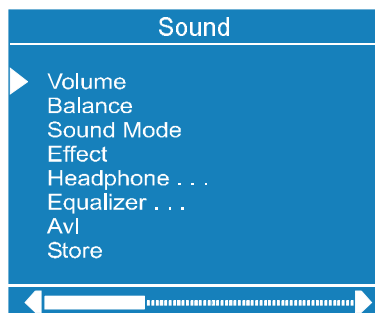 Sound
Volume
Balance
Sound Mode
Effect
Headphone . . .
Equalizer . . .
Avl
Store